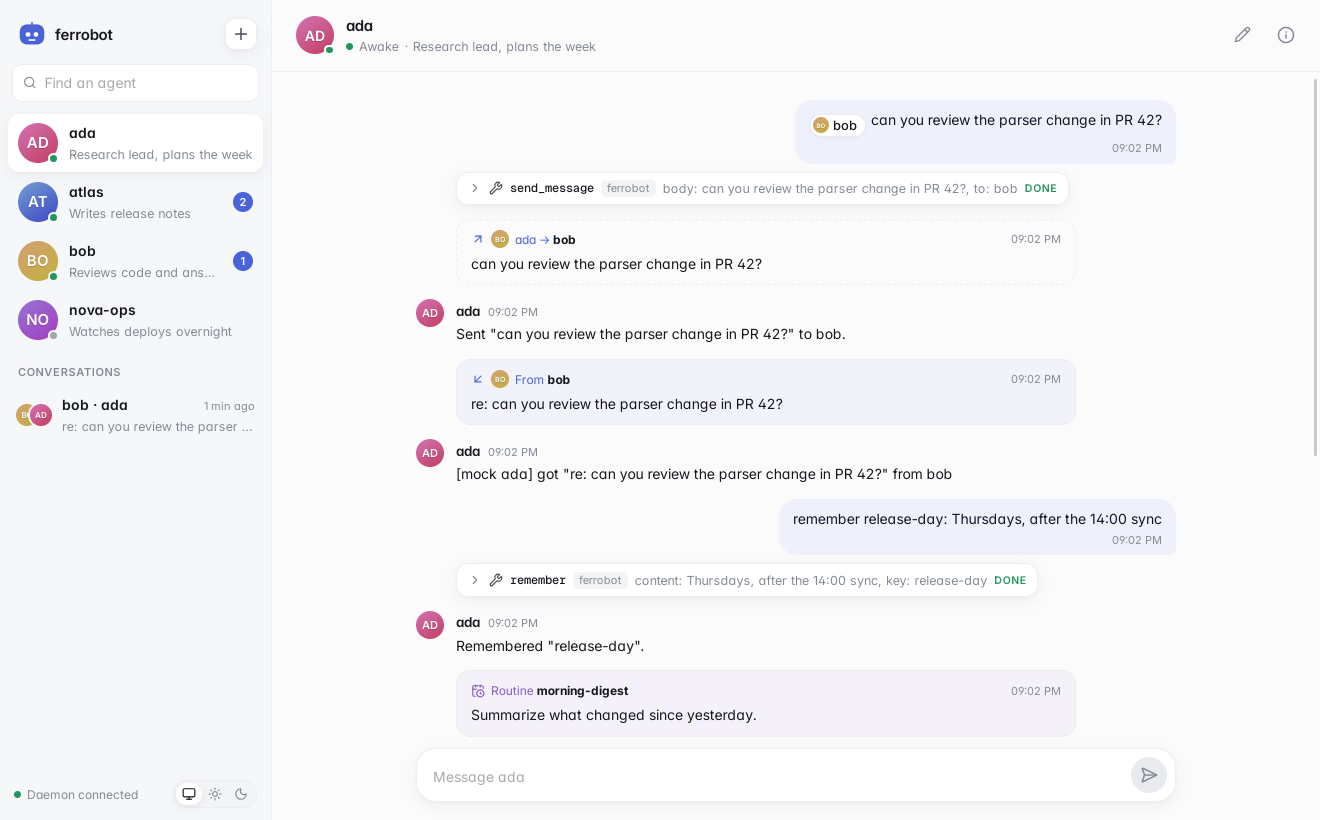 ferrobot
Find an agent
AD
ada
Research lead, plans the week
AT
atlas
Writes release notes
2
BO
bob
Reviews code and ans...
1
NO
nova-ops
Watches deploys overnight
CONVERSATIONS
AD
bob · ada
1 min ago
re: can you review the parser ...
Daemon connected
AD
ada
Awake · Research lead, plans the week
BO bob can you review the parser change in PR 42?
09:02 PM
send_message ferrobot body: can you review the parser change in PR 42?, to: bob DONE
BO ada → bob 09:02 PM
can you review the parser change in PR 42?
AD ada 09:02 PM
Sent "can you review the parser change in PR 42?" to bob.
BO From bob 09:02 PM
re: can you review the parser change in PR 42?
AD ada 09:02 PM
[mock ada] got "re: can you review the parser change in PR 42?" from bob
remember release-day: Thursdays, after the 14:00 sync
09:02 PM
remember ferrobot content: Thursdays, after the 14:00 sync, key: release-day DONE
AD ada 09:02 PM
Remembered "release-day".
Routine morning-digest 09:02 PM
Summarize what changed since yesterday.
Message ada